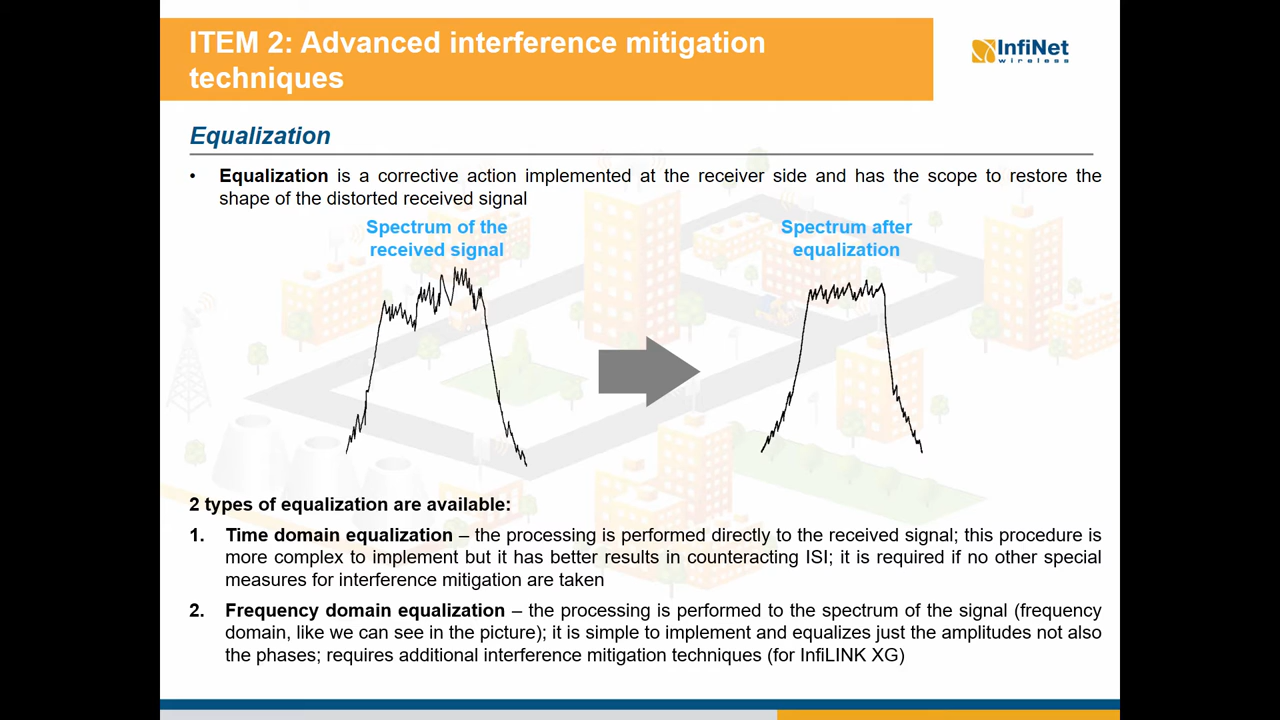 ITEM 2: Advanced interference mitigation
techniques
InfiNet
wireless
Equalization
• Equalization is a corrective action implemented at the receiver side and has the scope to restore the
shape of the distorted received signal
Spectrum of the
received signal
Spectrum after
equalization
2 types of equalization are available:
1. Time domain equalization – the processing is performed directly to the received signal; this procedure is
more complex to implement but it has better results in counteracting ISI; it is required if no other special
measures for interference mitigation are taken
2. Frequency domain equalization – the processing is performed to the spectrum of the signal (frequency
domain, like we can see in the picture); it is simple to implement and equalizes just the amplitudes not also
the phases; requires additional interference mitigation techniques (for InfiLINK XG)